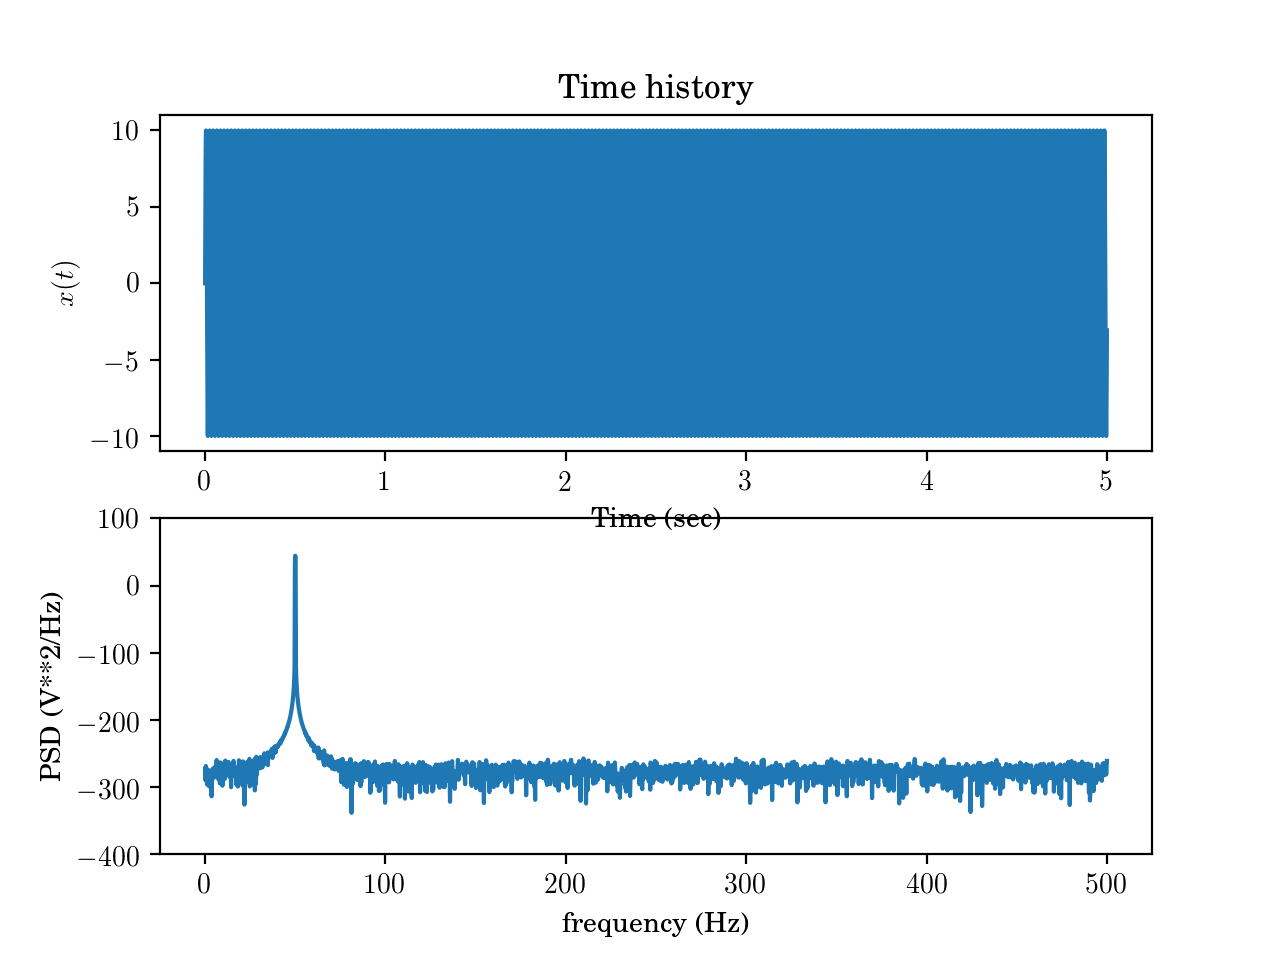 Time history
10
5
0
−5
−10
x(t)
0 1 2 3 4 5
Time (sec)
100
0
−100
−200
−300
−400
PSD (V**2/Hz)
0 100 200 300 400 500
frequency (Hz)